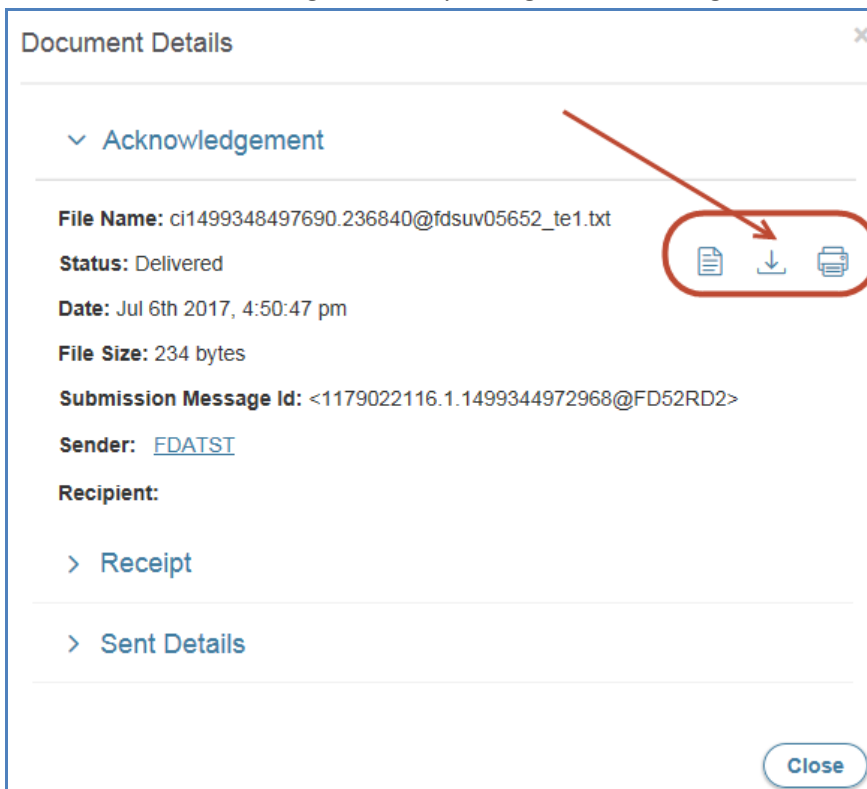 Document Details
Acknowledgement
File Name: ci1499348497690.236840@fdsuv05652_te1.txt
Status: Delivered
Date: Jul 6th 2017, 4:50:47 pm
File Size: 234 bytes
Submission Message Id: <1179022116.1.1499344972968@FD52RD2>
Sender: FDATST
Recipient:
Receipt
Sent Details
Close